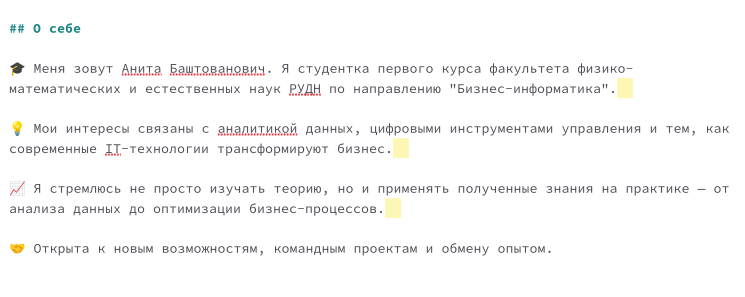 ## О себе
🎓 Меня зовут Анита Баштованович. Я студентка первого курса факультета физико-
математических и естественных наук РУДН по направлению "Бизнес-информатика".
💡 Мои интересы связаны с аналитикой данных, цифровыми инструментами управления и тем, как
современные IT-технологии трансформируют бизнес.
📈 Я стремлюсь не просто изучать теорию, но и применять полученные знания на практике — от
анализа данных до оптимизации бизнес-процессов.
🤝 Открыта к новым возможностям, командным проектам и обмену опытом.